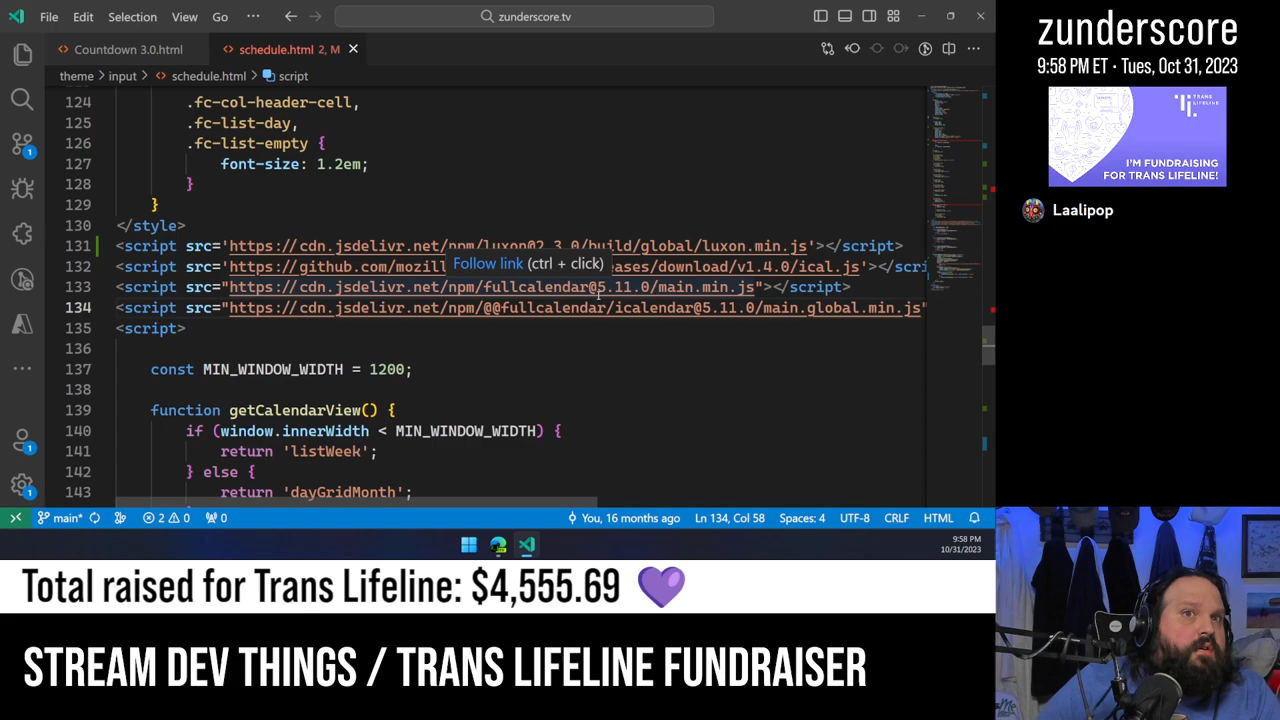 File Edit Selection View Go ··· zunderscore.tv
Countdown 3.0.html schedule.html 2, M
theme > input > schedule.html > script
124 .fc-col-header-cell,
125 .fc-list-day,
126 .fc-list-empty {
127 font-size: 1.2em;
128 }
129 }
130 </style>
131 <script src='https://cdn.jsdelivr.net/npm/luxon@2.3.0/build/global/luxon.min.js'></script>
132 <script src='https://github.com/mozill eases/download/v1.4.0/ical.js'></scri
Follow link (ctrl + click)
133 <script src="https://cdn.jsdelivr.net/npm/fullcalendar@5.11.0/main.min.js"></script>
134 <script src="https://cdn.jsdelivr.net/npm/@@fullcalendar/icalendar@5.11.0/main.global.min.js"
135 <script>
136
137 const MIN_WINDOW_WIDTH = 1200;
138
139 function getCalendarView() {
140 if (window.innerWidth < MIN_WINDOW_WIDTH) {
141 return 'listWeek';
142 } else {
143 return 'dayGridMonth';
main* 2 0 0 You, 16 months ago Ln 134, Col 58 Spaces: 4 UTF-8 CRLF HTML
9:58 PM
10/31/2023
zunderscore
9:58 PM ET · Tues, Oct 31, 2023
TRANS
LIFELINE
I'M FUNDRAISING
FOR TRANS LIFELINE!
Laalipop
Total raised for Trans Lifeline: $4,555.69 💜
STREAM DEV THINGS / TRANS LIFELINE FUNDRAISER